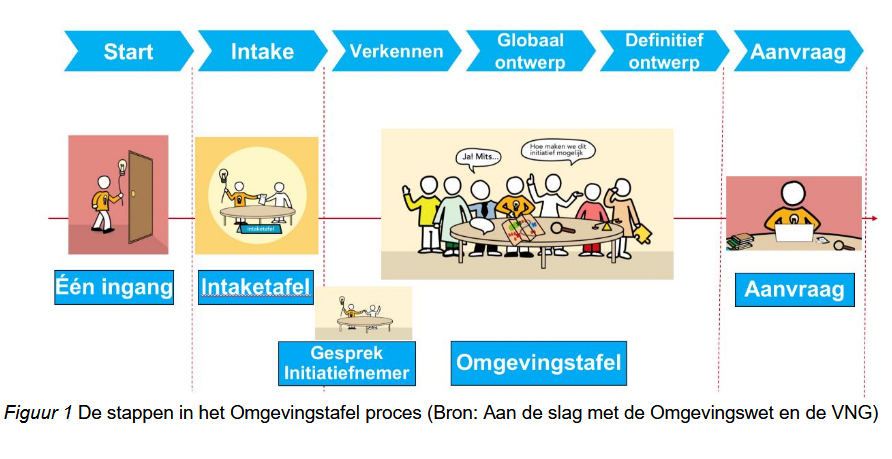 Start
Intake
Verkennen
Globaal
ontwerp
Definitief
ontwerp
Aanvraag
Ja! Mits...
Hoe maken we dit
initiatief mogelijk
intaketafel
Één ingang
Intaketafel
Gesprek
Initiatiefnemer
Omgevingstafel
Aanvraag
Figuur 1 De stappen in het Omgevingstafel proces (Bron: Aan de slag met de Omgevingswet en de VNG)